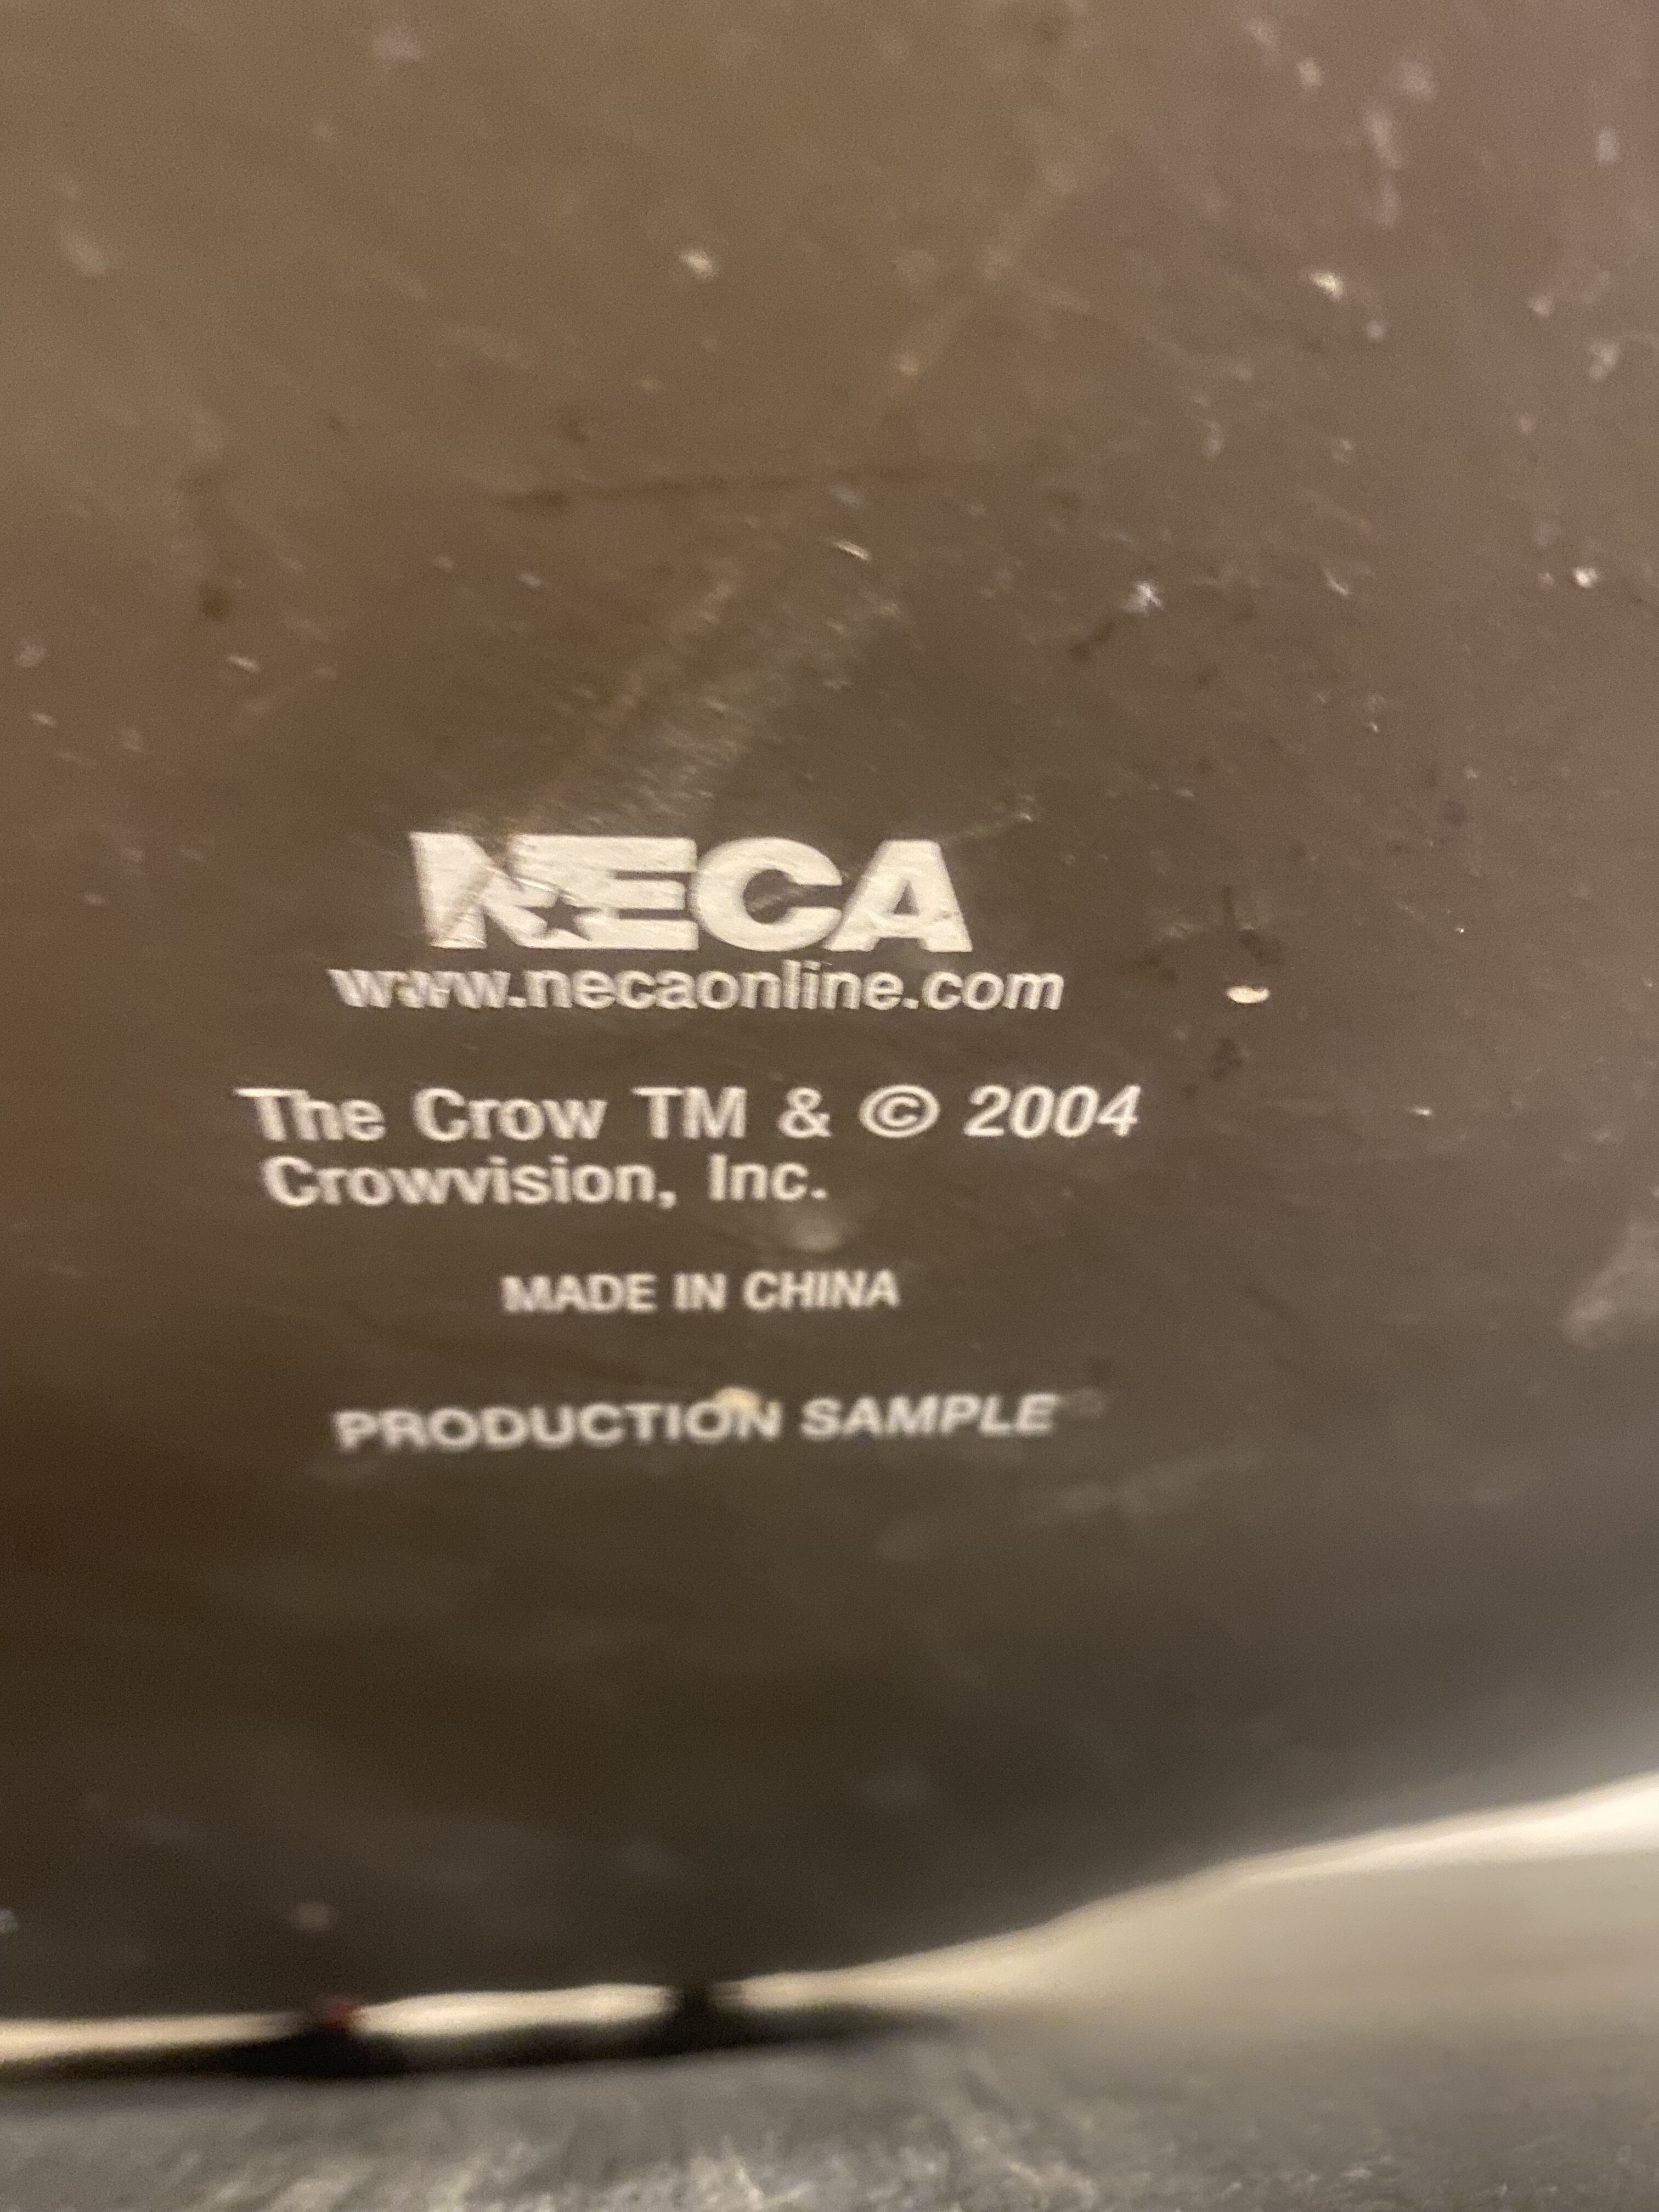 NECA
www.necaonline.com
The Crow TM & © 2004
Crowvision, Inc.
MADE IN CHINA
PRODUCTION SAMPLE